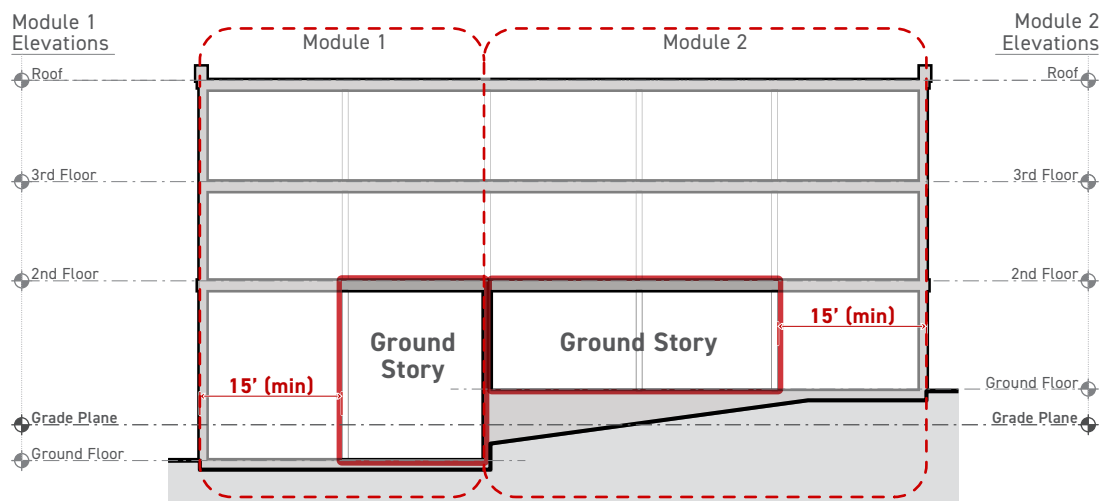 Module 1
Elevations
Module 1
Module 2
Module 2
Elevations
Roof
Roof
3rd Floor
3rd Floor
2nd Floor
2nd Floor
Ground
Story
Ground Story
15' (min)
15' (min)
Ground Floor
Grade Plane
Grade Plane
Ground Floor